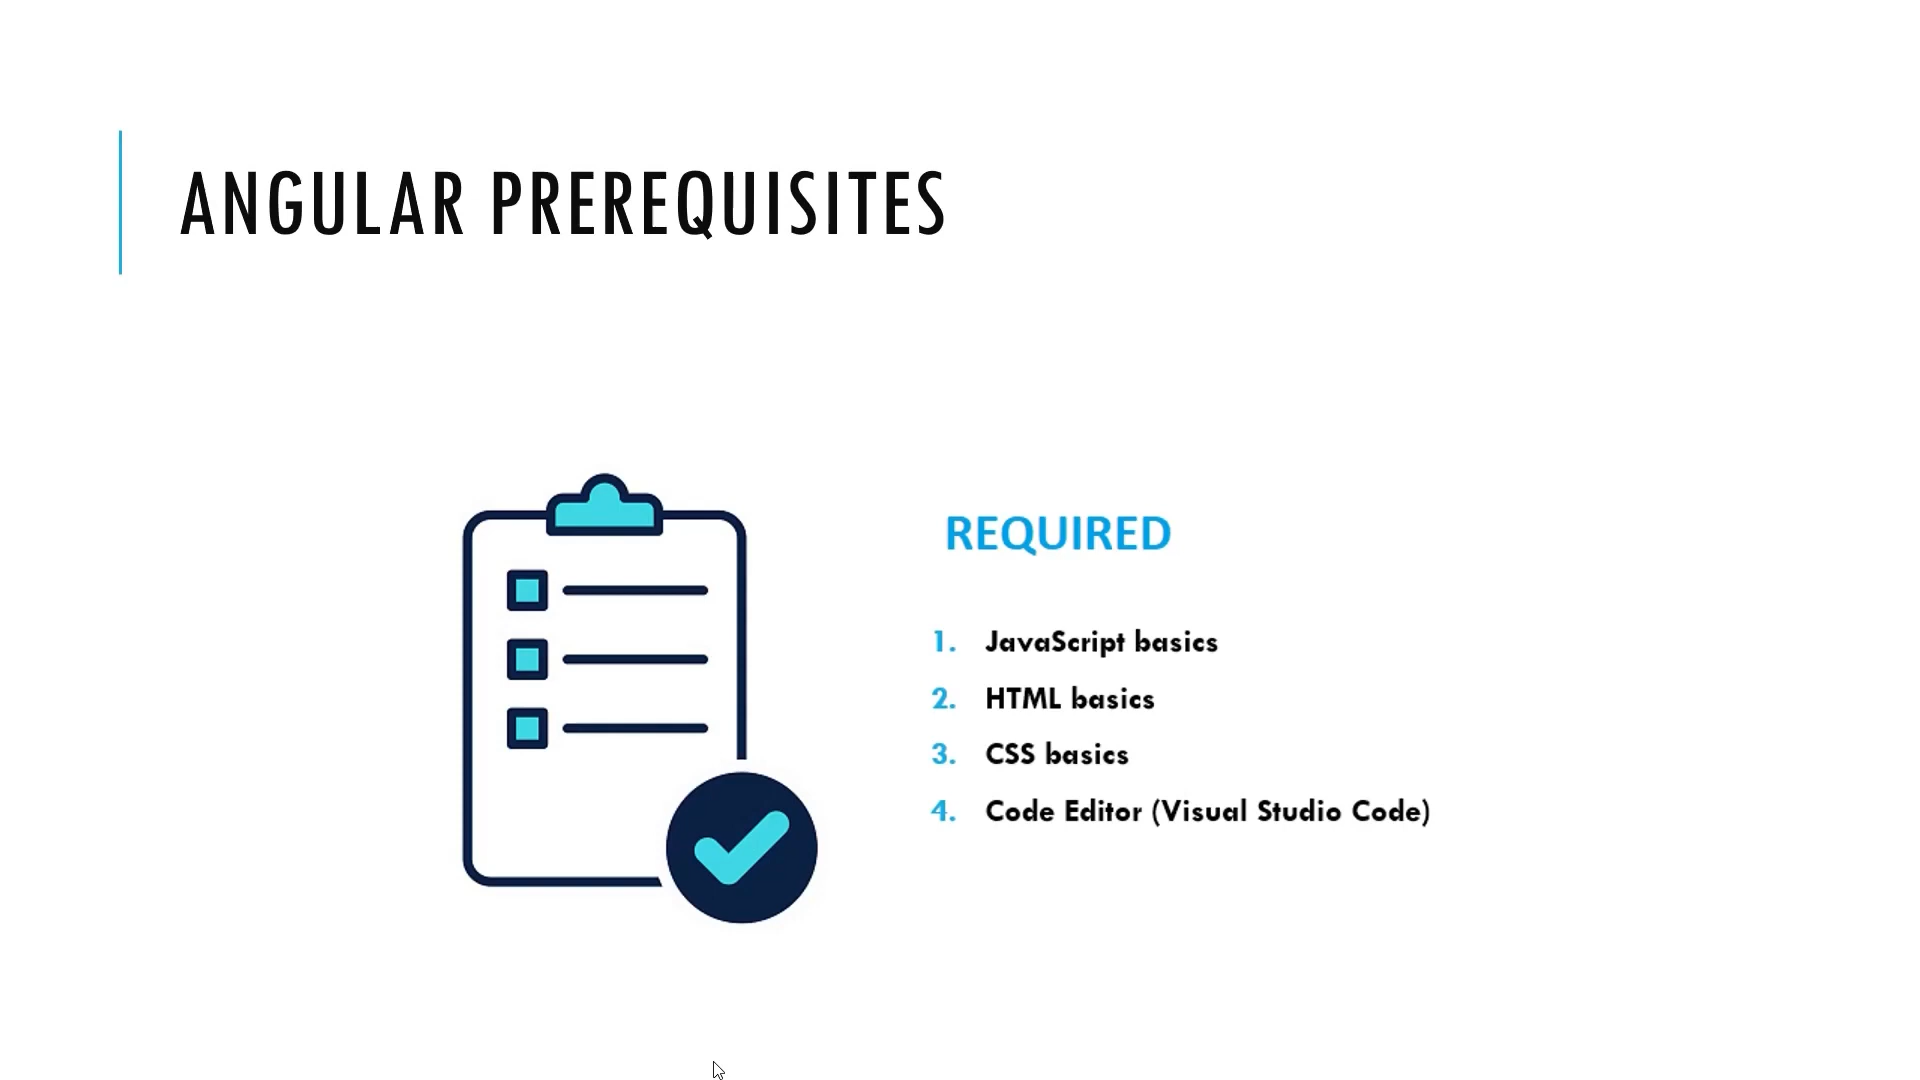 ANGULAR PREREQUISITES
REQUIRED
1. JavaScript basics
2. HTML basics
3. CSS basics
4. Code Editor (Visual Studio Code)